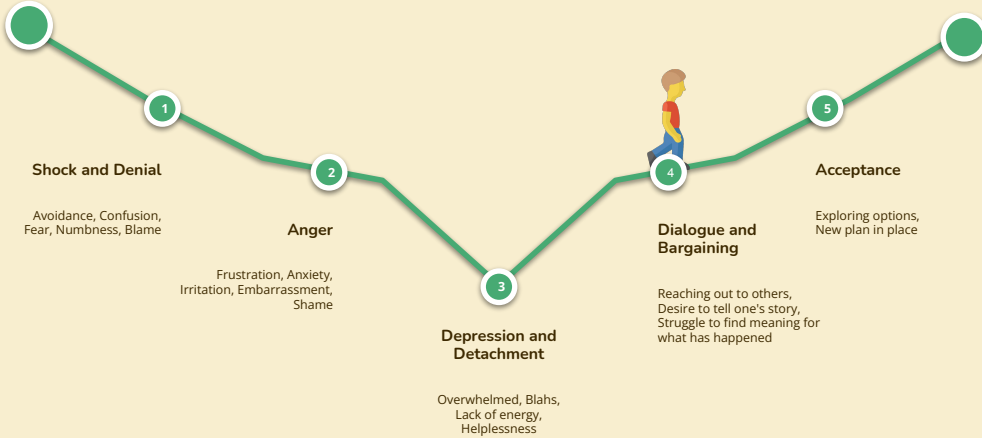 1
Shock and Denial
Avoidance, Confusion,
Fear, Numbness, Blame
2
Anger
Frustration, Anxiety,
Irritation, Embarrassment,
Shame
3
Depression and
Detachment
Overwhelmed, Blahs,
Lack of energy,
Helplessness
4
Dialogue and
Bargaining
Reaching out to others,
Desire to tell one's story,
Struggle to find meaning for
what has happened
5
Acceptance
Exploring options,
New plan in place